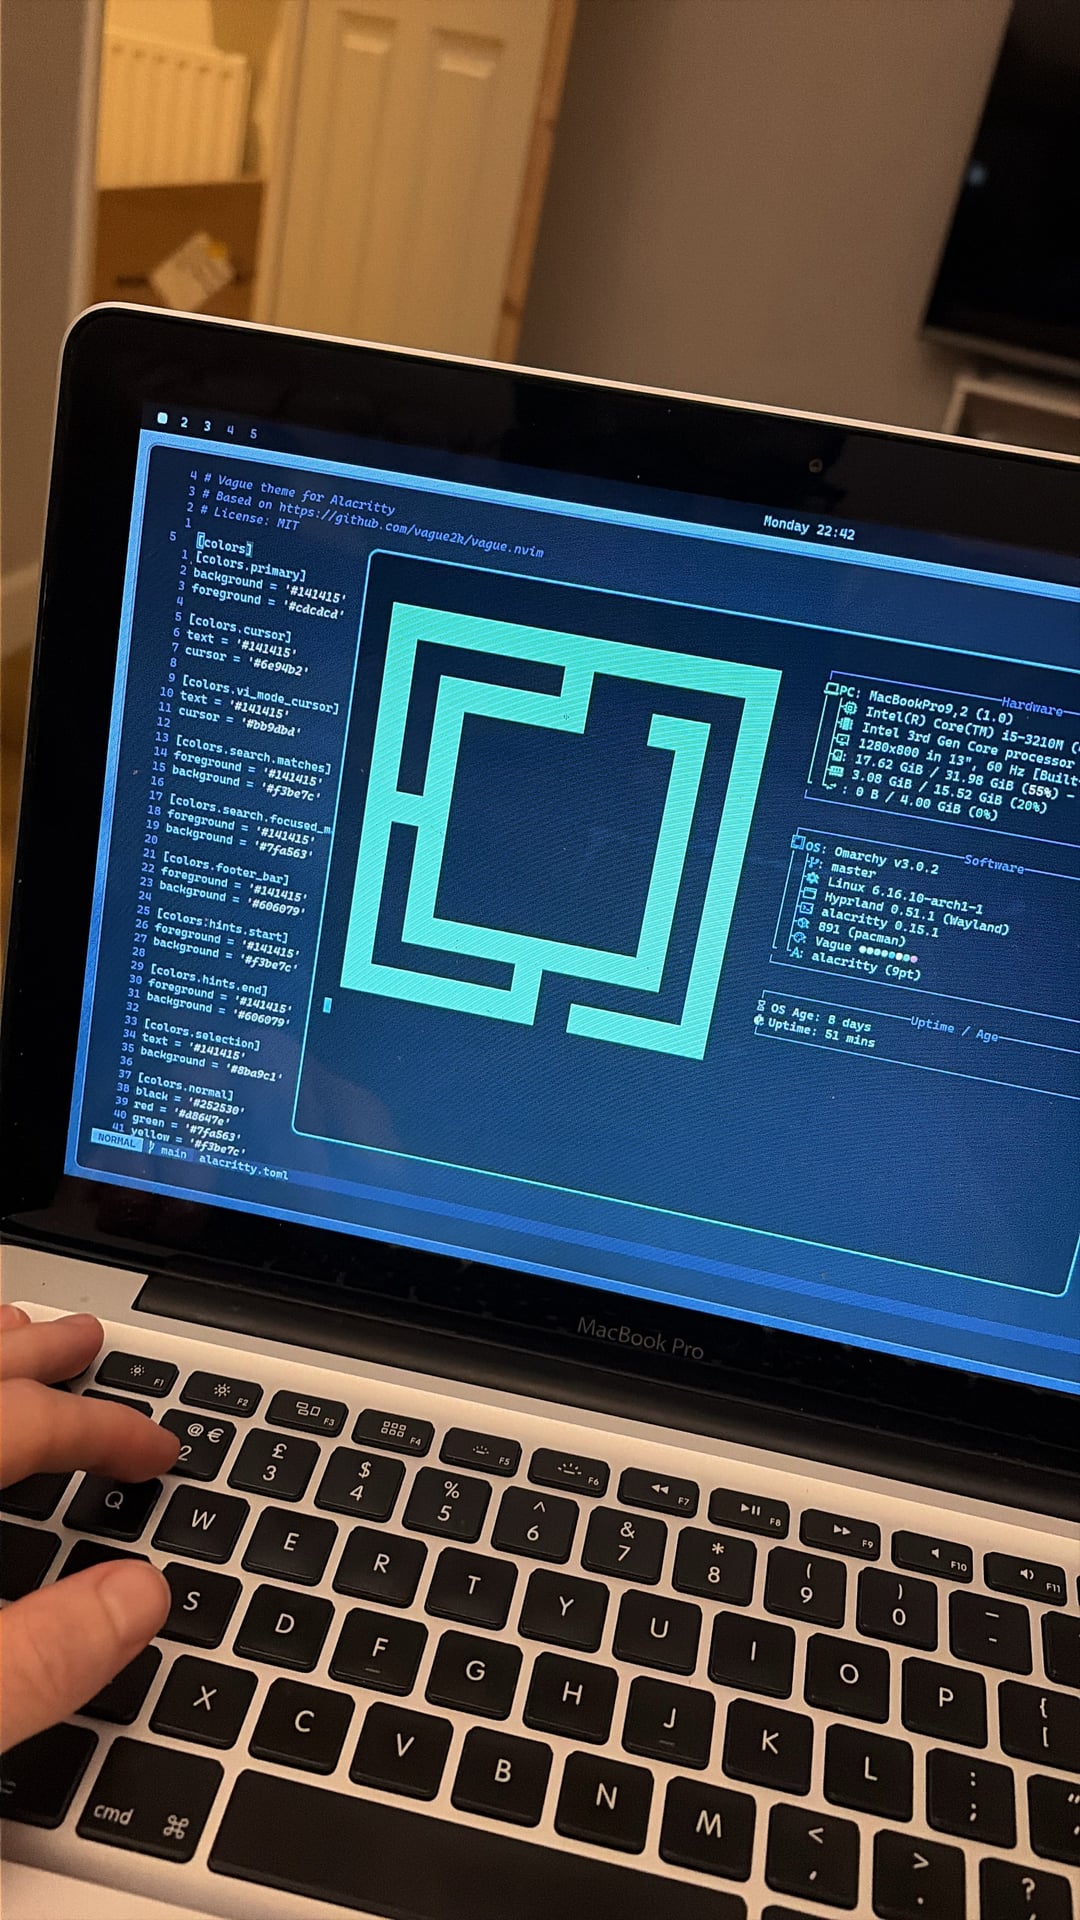 2 3 4 5
Monday 22:42
4 # Vague theme for Alacritty
3 # Based on https://github.com/vague2k/vague.nvim
2 # License: MIT
1
5 [colors]
1 [colors.primary]
2 background = '#141415'
3 foreground = '#cdcdcd'
4
5 [colors.cursor]
6 text = '#141415'
7 cursor = '#6e94b2'
8
9 [colors.vi_mode_cursor]
10 text = '#141415'
11 cursor = '#bb9dbd'
12
13 [colors.search.matches]
14 foreground = '#141415'
15 background = '#f3be7c'
16
17 [colors.search.focused_m
18 foreground = '#141415'
19 background = '#7fa563'
20
21 [colors.footer_bar]
22 foreground = '#141415'
23 background = '#606079'
24
25 [colors.hints.start]
26 foreground = '#141415'
27 background = '#f3be7c'
28
29 [colors.hints.end]
30 foreground = '#141415'
31 background = '#606079'
32
33 [colors.selection]
34 text = '#141415'
35 background = '#8ba9c1'
36
37 [colors.normal]
38 black = '#252530'
39 red = '#d8647e'
40 green = '#7fa563'
41 yellow = '#f3be7c'
NORMAL main alacritty.toml
Hardware
PC: MacBookPro9,2 (1.0)
: Intel(R) Core(TM) i5-3210M (
: Intel 3rd Gen Core processor
: 1280x800 in 13", 60 Hz [Built-
: 17.62 GiB / 31.98 GiB (55%) -
: 3.08 GiB / 15.52 GiB (20%)
: 0 B / 4.00 GiB (0%)
Software
OS: Omarchy v3.0.2
: master
: Linux 6.16.10-arch1-1
: Hyprland 0.51.1 (Wayland)
: alacritty 0.15.1
: 891 (pacman)
: Vague
: alacritty (9pt)
Uptime / Age
OS Age: 8 days
Uptime: 51 mins
MacBook Pro
F1 F2 F3 F4 F5 F6 F7 F8 F9 F10 F11
@ € £ $ % ^ & * ( ) _
2 3 4 5 6 7 8 9 0 -
Q W E R T Y U I O P { [
S D F G H J K L : ;
X C V B N M < , > . ?
cmd ⌘